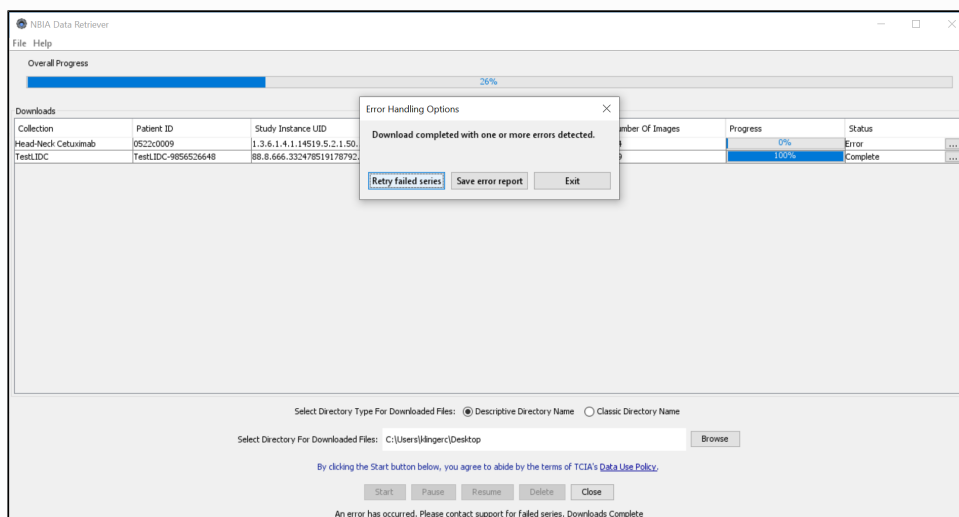 NBIA Data Retriever
File Help
Overall Progress
26%
Downloads
Collection Patient ID Study Instance UID umber Of Images Progress Status
Head-Neck Cetuximab 0522c0009 1.3.6.1.4.1.14519.5.2.1.50. 0% Error ...
TestLIDC TestLIDC-9856526648 88.8.666.332478519178792. 9 100% Complete ...
Error Handling Options
Download completed with one or more errors detected.
Retry failed series Save error report Exit
Select Directory Type For Downloaded Files: Descriptive Directory Name Classic Directory Name
Select Directory For Downloaded Files: C:\Users\klingerc\Desktop Browse
By clicking the Start button below, you agree to abide by the terms of TCIA's Data Use Policy.
Start Pause Resume Delete Close
An error has occurred. Please contact support for failed series. Downloads Complete